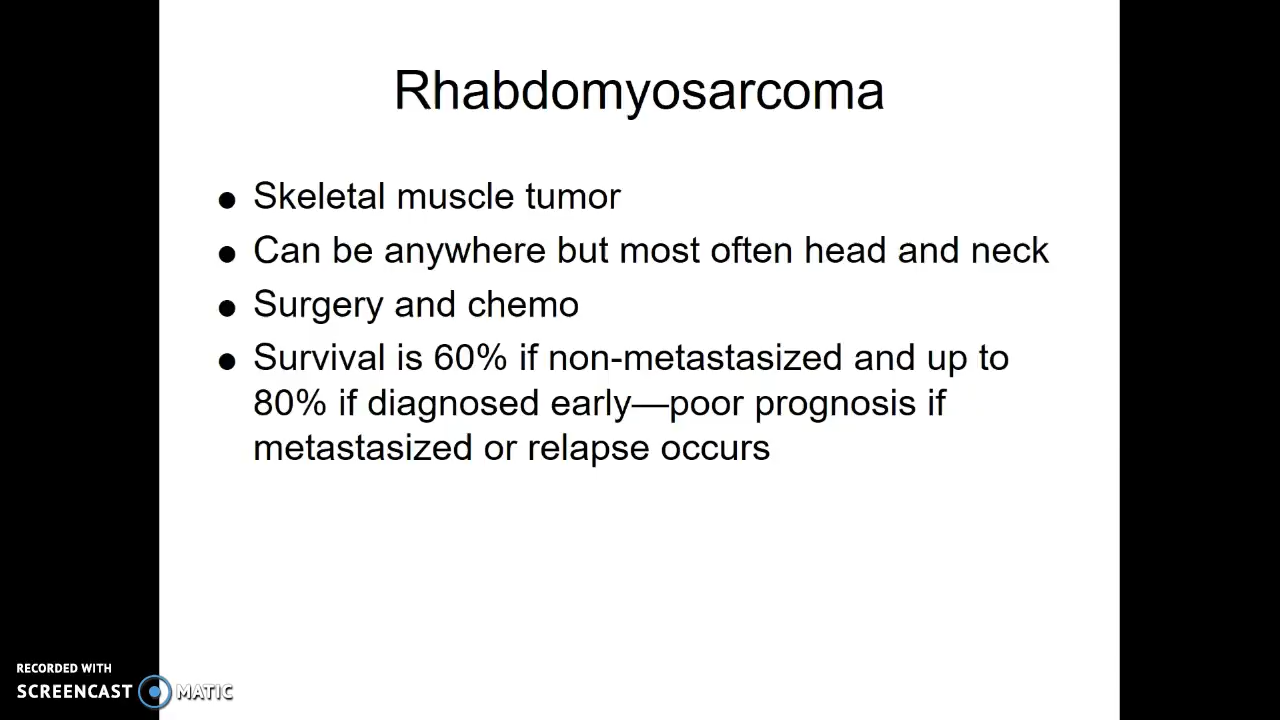 Rhabdomyosarcoma
● Skeletal muscle tumor
● Can be anywhere but most often head and neck
● Surgery and chemo
● Survival is 60% if non-metastasized and up to
80% if diagnosed early—poor prognosis if
metastasized or relapse occurs
RECORDED WITH
SCREENCAST MATIC